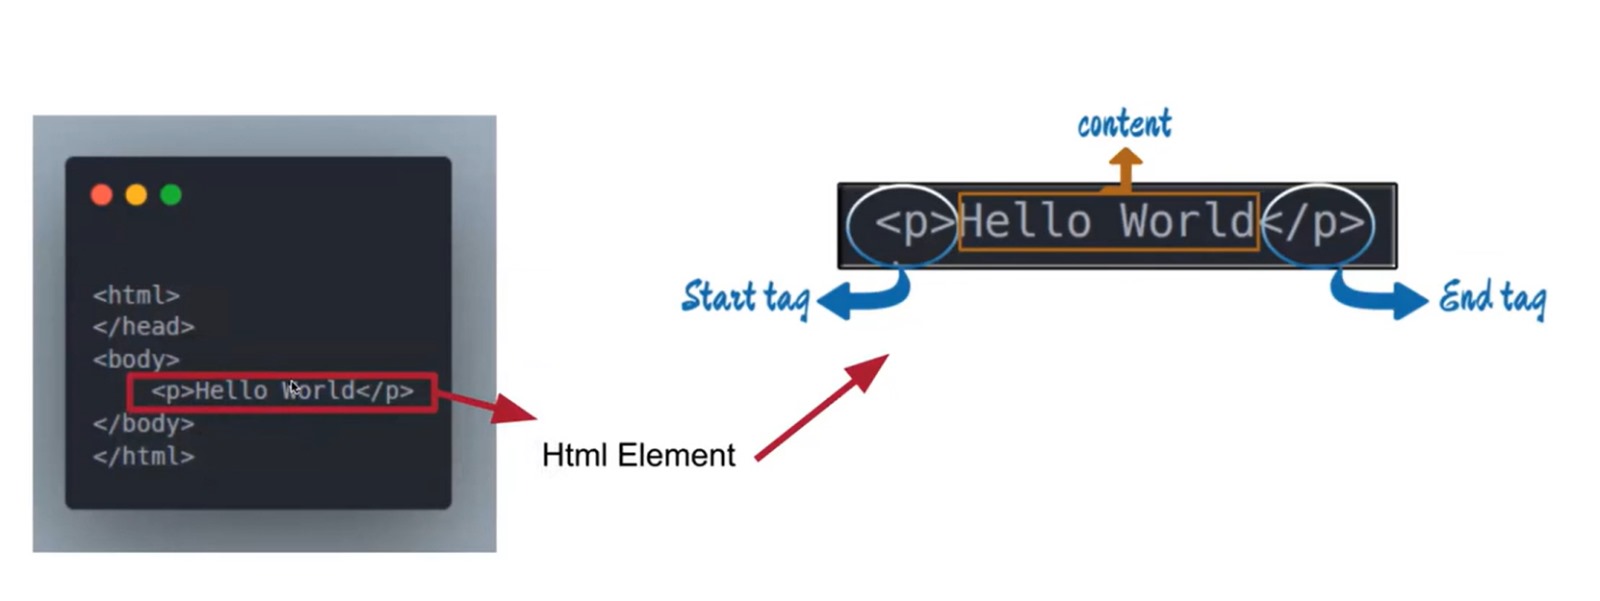 <html>
</head>
<body>
<p>Hello World</p>
</body>
</html>
Html Element
content
<p>Hello World</p>
Start tag
End tag